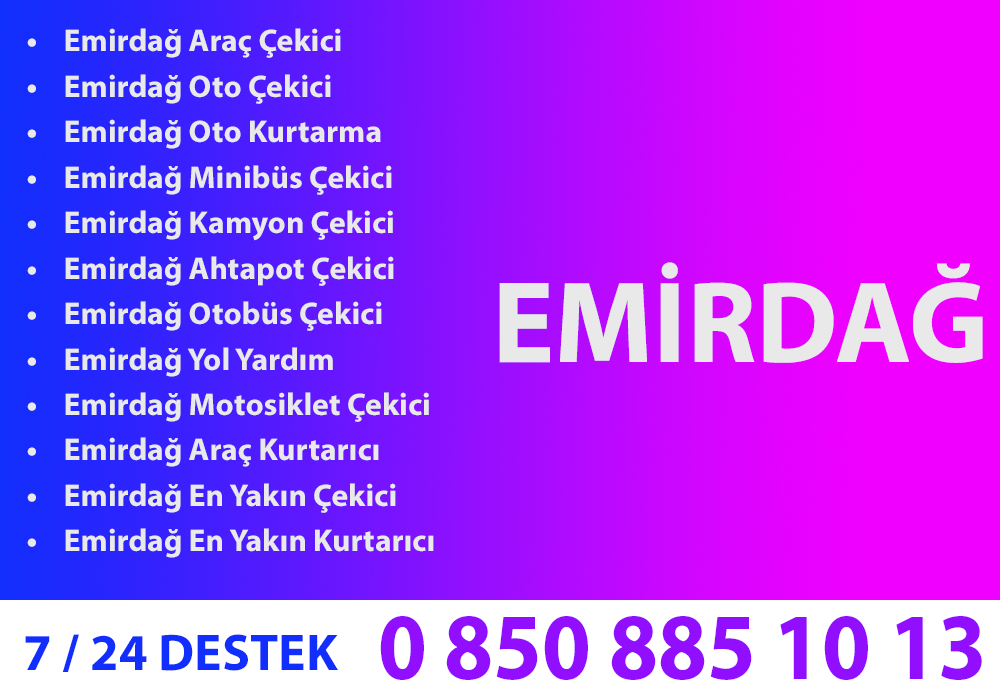 • Emirdağ Araç Çekici
• Emirdağ Oto Çekici
• Emirdağ Oto Kurtarma
• Emirdağ Minibüs Çekici
• Emirdağ Kamyon Çekici
• Emirdağ Ahtapot Çekici
• Emirdağ Otobüs Çekici
• Emirdağ Yol Yardım
• Emirdağ Motosiklet Çekici
• Emirdağ Araç Kurtarıcı
• Emirdağ En Yakın Çekici
• Emirdağ En Yakın Kurtarıcı
EMİRDAĞ
7 / 24 DESTEK 0 850 885 10 13